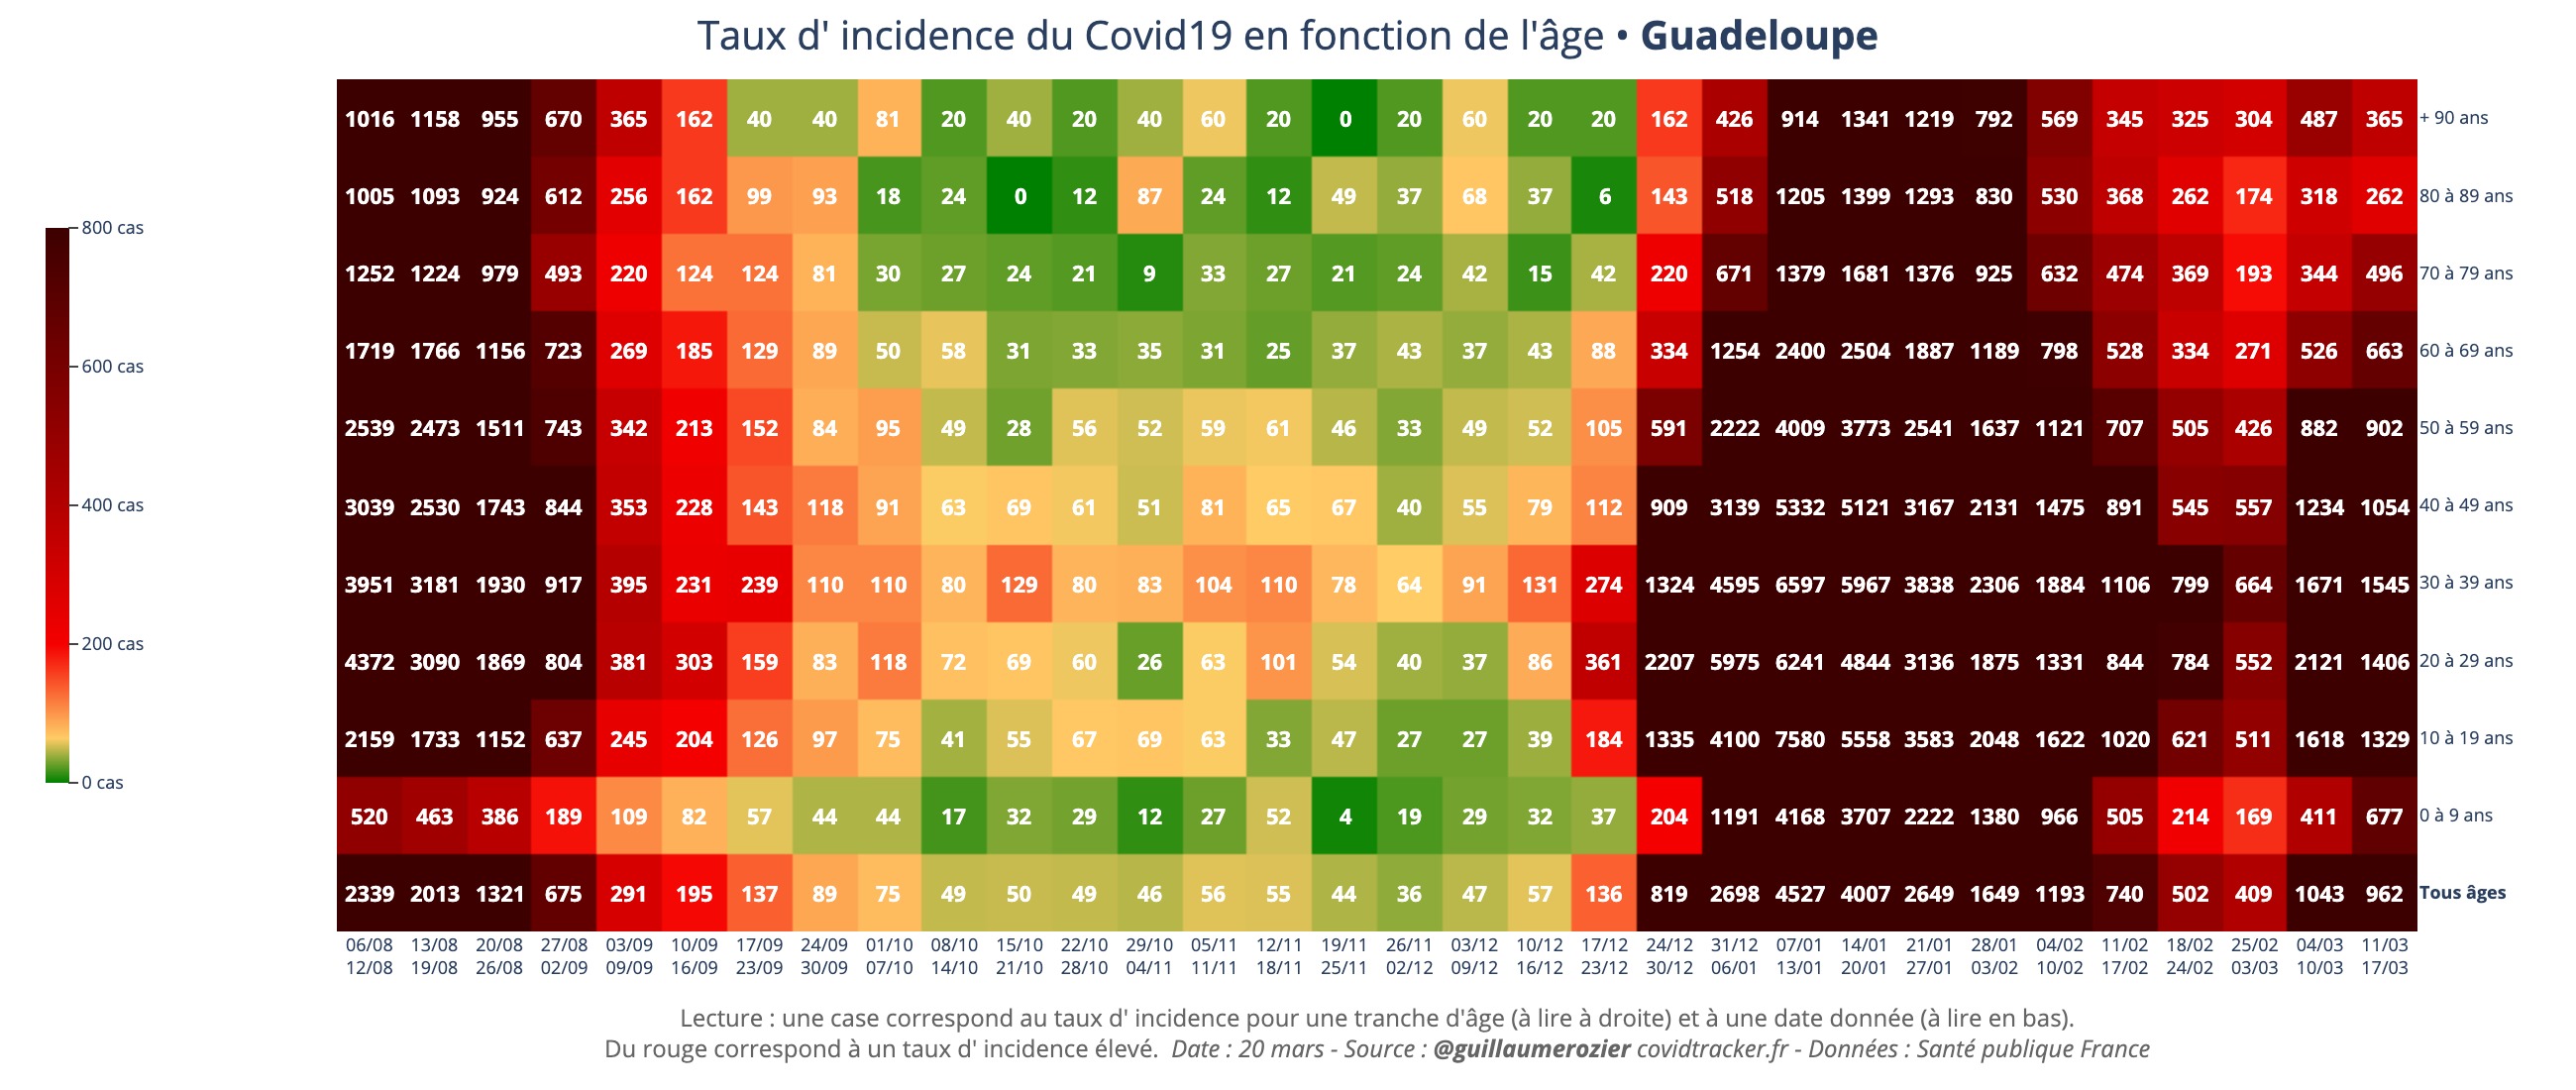 Taux d' incidence du Covid19 en fonction de l'âge • Guadeloupe
800 cas
600 cas
400 cas
200 cas
0 cas
1016 1158 955 670 365 162 40 40 81 20 40 20 40 60 20 0 20 60 20 20 162 426 914 1341 1219 792 569 345 325 304 487 365 + 90 ans
1005 1093 924 612 256 162 99 93 18 24 0 12 87 24 12 49 37 68 37 6 143 518 1205 1399 1293 830 530 368 262 174 318 262 80 à 89 ans
1252 1224 979 493 220 124 124 81 30 27 24 21 9 33 27 21 24 42 15 42 220 671 1379 1681 1376 925 632 474 369 193 344 496 70 à 79 ans
1719 1766 1156 723 269 185 129 89 50 58 31 33 35 31 25 37 43 37 43 88 334 1254 2400 2504 1887 1189 798 528 334 271 526 663 60 à 69 ans
2539 2473 1511 743 342 213 152 84 95 49 28 56 52 59 61 46 33 49 52 105 591 2222 4009 3773 2541 1637 1121 707 505 426 882 902 50 à 59 ans
3039 2530 1743 844 353 228 143 118 91 63 69 61 51 81 65 67 40 55 79 112 909 3139 5332 5121 3167 2131 1475 891 545 557 1234 1054 40 à 49 ans
3951 3181 1930 917 395 231 239 110 110 80 129 80 83 104 110 78 64 91 131 274 1324 4595 6597 5967 3838 2306 1884 1106 799 664 1671 1545 30 à 39 ans
4372 3090 1869 804 381 303 159 83 118 72 69 60 26 63 101 54 40 37 86 361 2207 5975 6241 4844 3136 1875 1331 844 784 552 2121 1406 20 à 29 ans
2159 1733 1152 637 245 204 126 97 75 41 55 67 69 63 33 47 27 27 39 184 1335 4100 7580 5558 3583 2048 1622 1020 621 511 1618 1329 10 à 19 ans
520 463 386 189 109 82 57 44 44 17 32 29 12 27 52 4 19 29 32 37 204 1191 4168 3707 2222 1380 966 505 214 169 411 677 0 à 9 ans
2339 2013 1321 675 291 195 137 89 75 49 50 49 46 56 55 44 36 47 57 136 819 2698 4527 4007 2649 1649 1193 740 502 409 1043 962 Tous âges
06/08 13/08 20/08 27/08 03/09 10/09 17/09 24/09 01/10 08/10 15/10 22/10 29/10 05/11 12/11 19/11 26/11 03/12 10/12 17/12 24/12 31/12 07/01 14/01 21/01 28/01 04/02 11/02 18/02 25/02 04/03 11/03
12/08 19/08 26/08 02/09 09/09 16/09 23/09 30/09 07/10 14/10 21/10 28/10 04/11 11/11 18/11 25/11 02/12 09/12 16/12 23/12 30/12 06/01 13/01 20/01 27/01 03/02 10/02 17/02 24/02 03/03 10/03 17/03
Lecture : une case correspond au taux d' incidence pour une tranche d'âge (à lire à droite) et à une date donnée (à lire en bas).
Du rouge correspond à un taux d' incidence élevé. Date : 20 mars - Source : @guillaumerozier covidtracker.fr - Données : Santé publique France